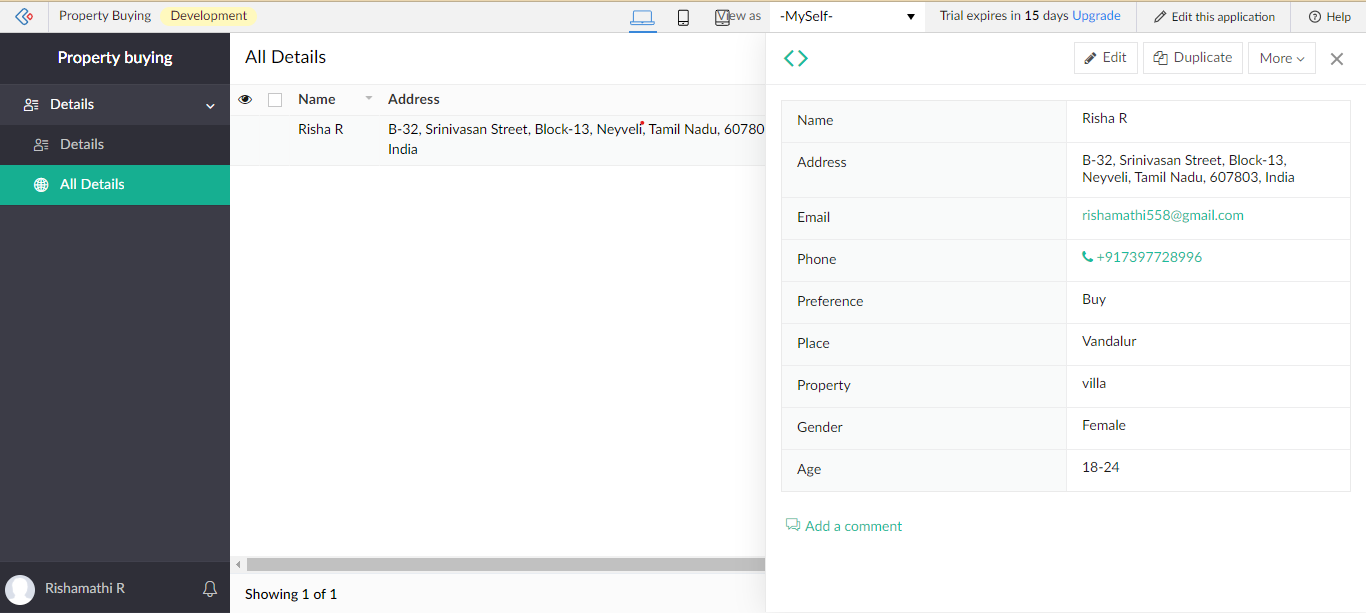 Property Buying Development View as -MySelf- Trial expires in 15 days Upgrade Edit this application Help
Property buying
Details
Details
All Details
Rishamathi R
All Details
Name Address
Risha R B-32, Srinivasan Street, Block-13, Neyveli, Tamil Nadu, 60780
India
Showing 1 of 1
Edit Duplicate More
Name Risha R
Address B-32, Srinivasan Street, Block-13,
Neyveli, Tamil Nadu, 607803, India
Email rishamathi558@gmail.com
Phone +917397728996
Preference Buy
Place Vandalur
Property villa
Gender Female
Age 18-24
Add a comment